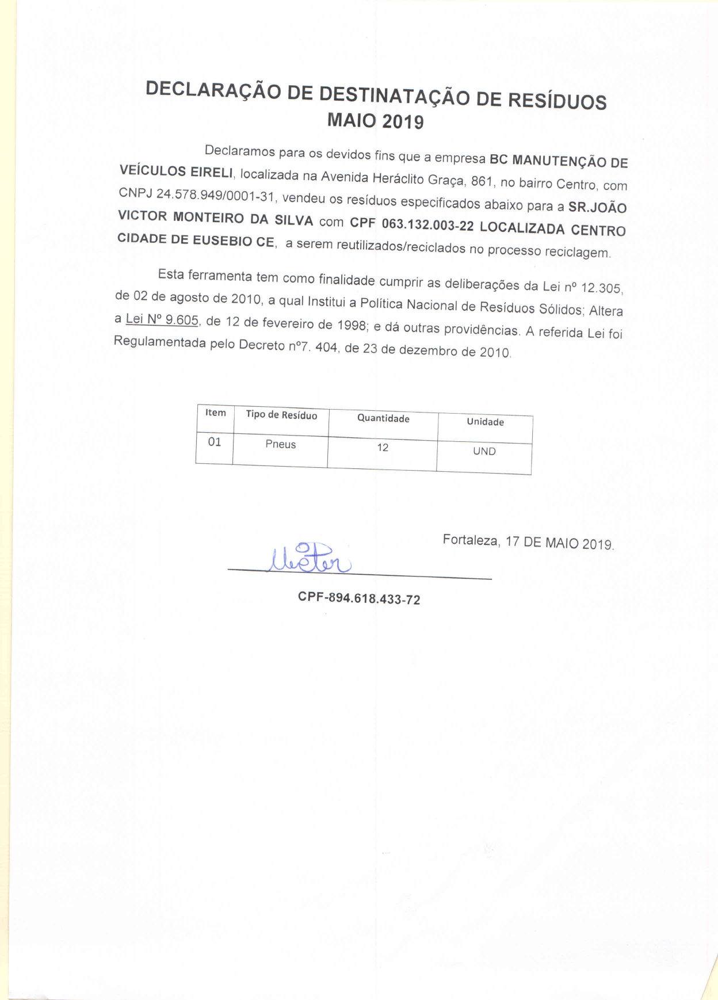 DECLARAÇÃO DE DESTINATAÇÃO DE RESÍDUOS
MAIO 2019
Declaramos para os devidos fins que a empresa BC MANUTENÇÃO DE
VEÍCULOS EIRELI, localizada na Avenida Heráclito Graça, 861, no bairro Centro, com
CNPJ 24.578.949/0001-31, vendeu os resíduos especificados abaixo para a SR.JOÃO
VICTOR MONTEIRO DA SILVA com CPF 063.132.003-22 LOCALIZADA CENTRO
CIDADE DE EUSEBIO CE, a serem reutilizados/reciclados no processo reciclagem.
Esta ferramenta tem como finalidade cumprir as deliberações da Lei nº 12.305,
de 02 de agosto de 2010, a qual Institui a Política Nacional de Resíduos Sólidos; Altera
a Lei Nº 9.605, de 12 de fevereiro de 1998; e dá outras providências. A referida Lei foi
Regulamentada pelo Decreto nº7. 404, de 23 de dezembro de 2010.
Item Tipo de Resíduo Quantidade Unidade
01 Pneus 12 UND
Fortaleza, 17 DE MAIO 2019.
CPF-894.618.433-72